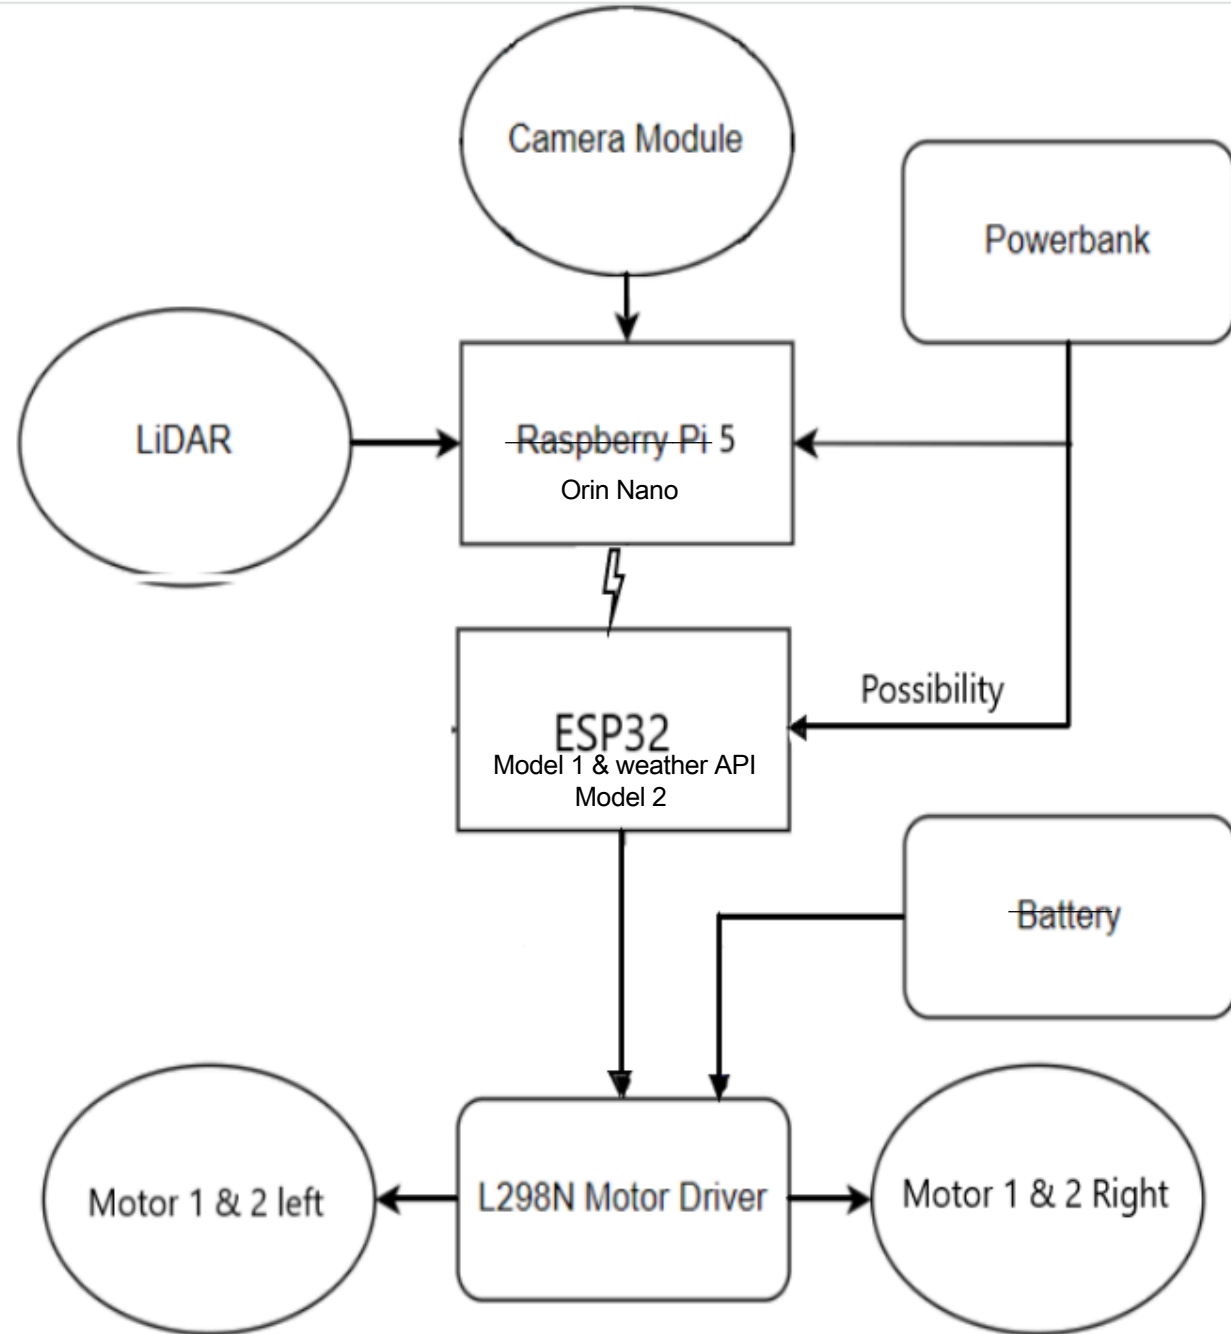 Camera Module
Powerbank
LiDAR
Raspberry Pi 5
Orin Nano
Possibility
ESP32
Model 1 & weather API
Model 2
Battery
Motor 1 & 2 left
L298N Motor Driver
Motor 1 & 2 Right